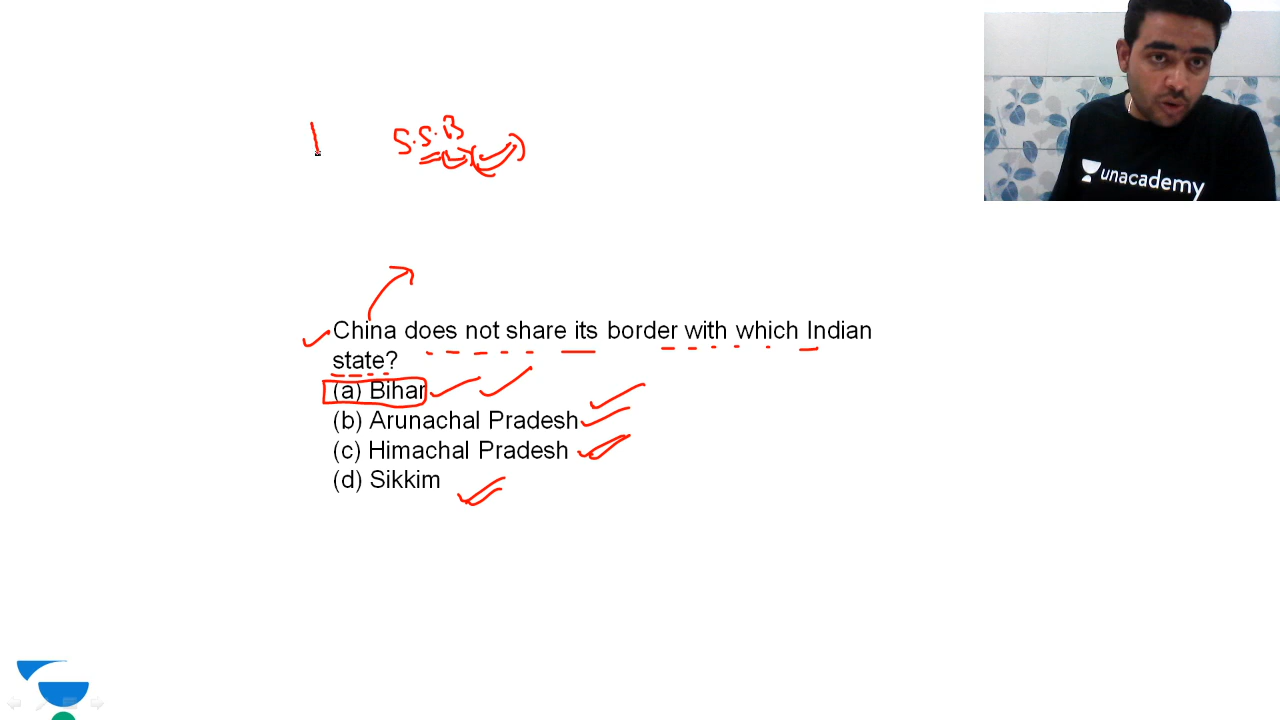 S.S.B
unacademy
China does not share its border with which Indian
state?
(a) Bihar
(b) Arunachal Pradesh
(c) Himachal Pradesh
(d) Sikkim